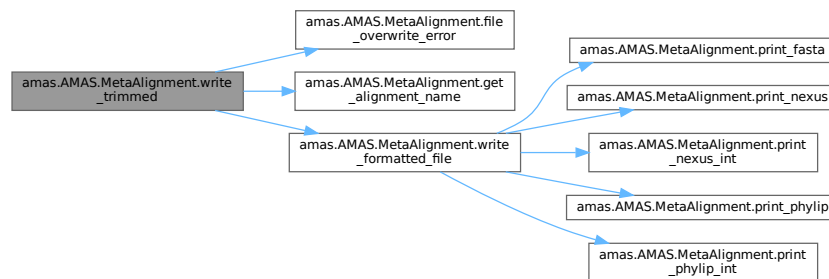 amas.AMAS.MetaAlignment.write
_trimmed
amas.AMAS.MetaAlignment.file
_overwrite_error
amas.AMAS.MetaAlignment.get
_alignment_name
amas.AMAS.MetaAlignment.write
_formatted_file
amas.AMAS.MetaAlignment.print_fasta
amas.AMAS.MetaAlignment.print_nexus
amas.AMAS.MetaAlignment.print
_nexus_int
amas.AMAS.MetaAlignment.print_phylip
amas.AMAS.MetaAlignment.print
_phylip_int